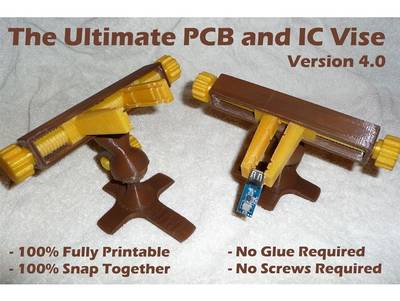 The Ultimate PCB and IC Vise
Version 4.0
- 100% Fully Printable
- 100% Snap Together
- No Glue Required
- No Screws Required